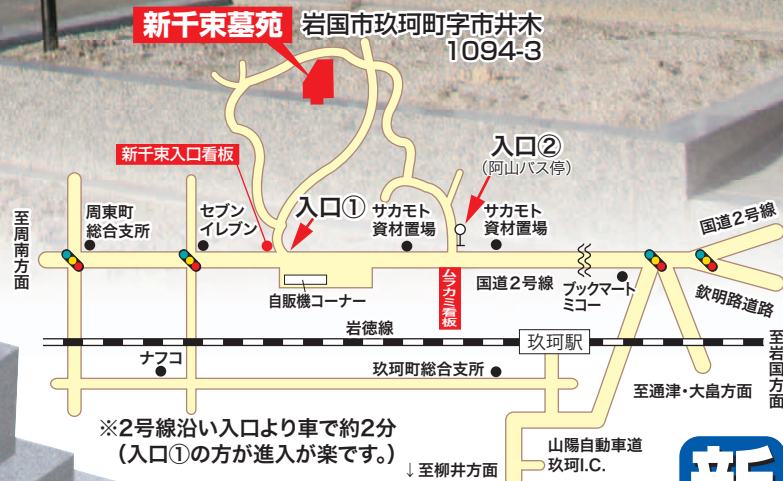 新千束墓苑
岩国市玖珂町字市井木
1094-3
新千束入口看板
入口②
(阿山バス停)
至周南方面
周東町
総合支所
セブン
イレブン
入口①
サカモト
資材置場
サカモト
資材置場
国道2号線
自販機コーナー
ムラカミ看板
国道2号線
ブックマート
ミコー
欽明路道路
岩徳線
玖珂駅
至岩国方面
ナフコ
玖珂町総合支所
至通津・大畠方面
※2号線沿い入口より車で約2分
(入口①の方が進入が楽です。)
↓至柳井方面
山陽自動車道
玖珂I.C.
新